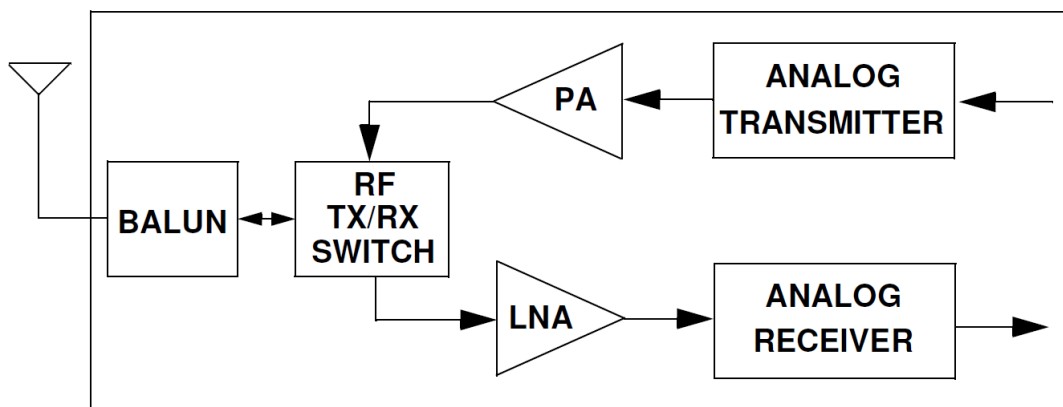 ANALOG
TRANSMITTER
PA
RF
TX/RX
SWITCH
BALUN
LNA
ANALOG
RECEIVER